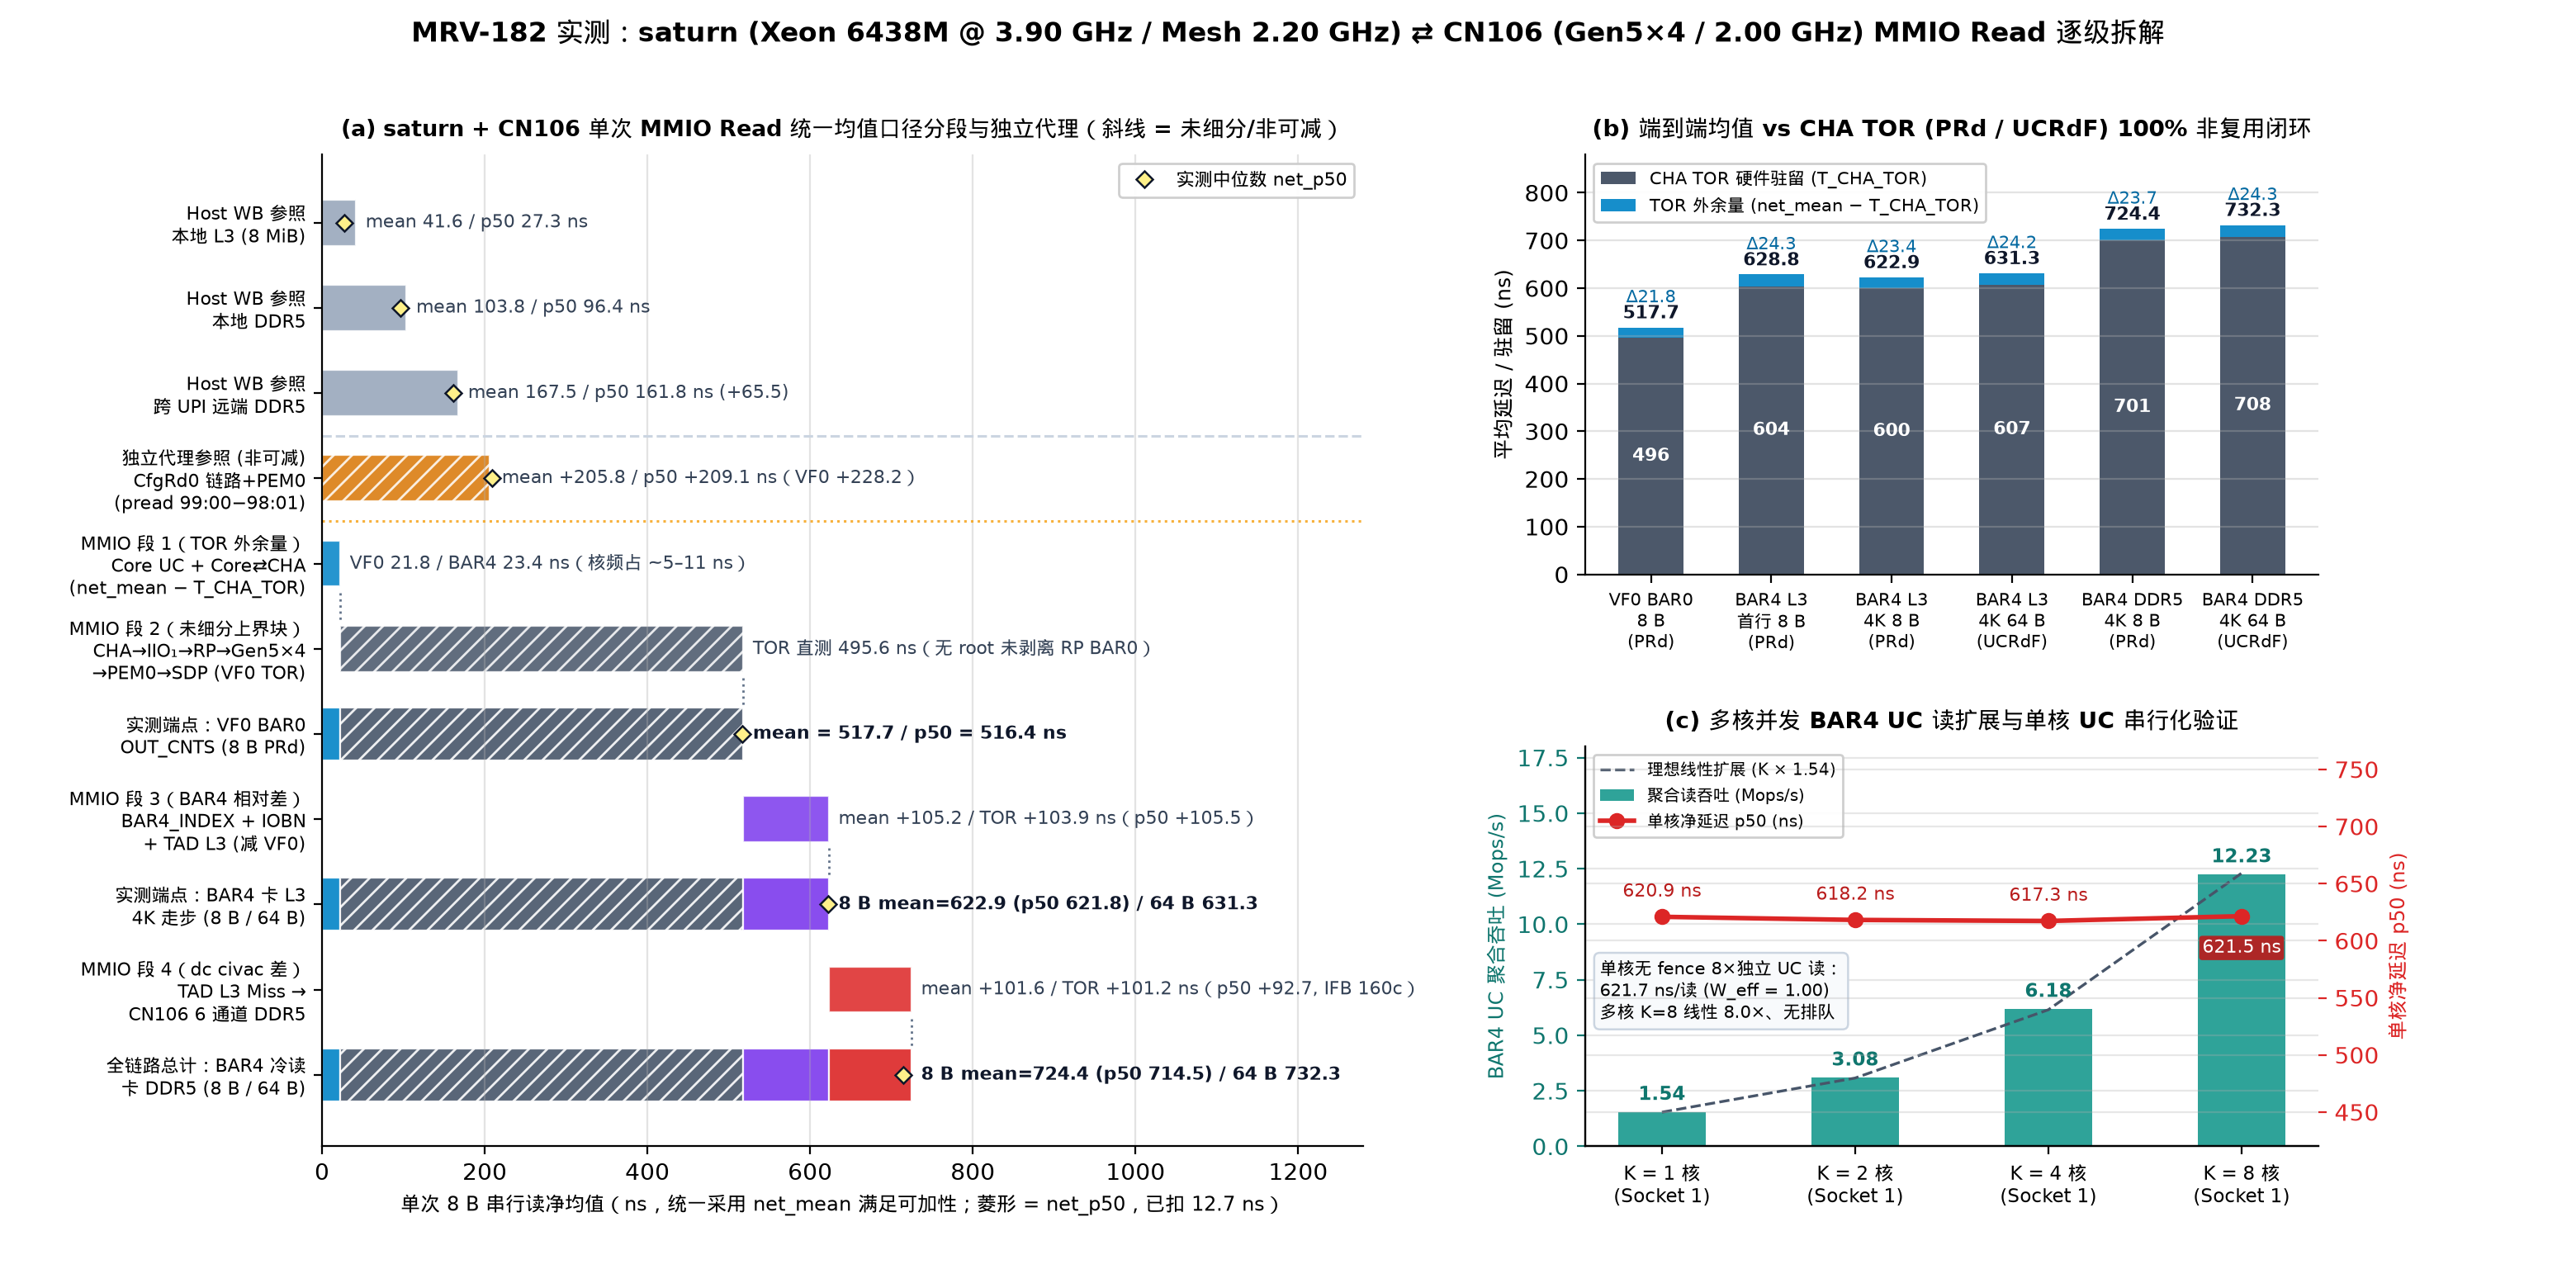 MRV-182 实测：saturn (Xeon 6438M @ 3.90 GHz / Mesh 2.20 GHz) ⇄ CN106 (Gen5×4 / 2.00 GHz) MMIO Read 逐级拆解
(a) saturn + CN106 单次 MMIO Read 统一均值口径分段与独立代理（斜线 = 未细分/非可减）
实测中位数 net_p50
Host WB 参照
本地 L3 (8 MiB)
mean 41.6 / p50 27.3 ns
Host WB 参照
本地 DDR5
mean 103.8 / p50 96.4 ns
Host WB 参照
跨 UPI 远端 DDR5
mean 167.5 / p50 161.8 ns (+65.5)
独立代理参照 (非可减)
CfgRd0 链路+PEM0
(pread 99:00−98:01)
mean +205.8 / p50 +209.1 ns（VF0 +228.2）
MMIO 段 1（TOR 外余量）
Core UC + Core⇄CHA
(net_mean − T_CHA_TOR)
VF0 21.8 / BAR4 23.4 ns（核频占 ~5–11 ns）
MMIO 段 2（未细分上界块）
CHA→IIO₁→RP→Gen5×4
→PEM0→SDP (VF0 TOR)
TOR 直测 495.6 ns（无 root 未剥离 RP BAR0）
实测端点：VF0 BAR0
OUT_CNTS (8 B PRd)
mean = 517.7 / p50 = 516.4 ns
MMIO 段 3（BAR4 相对差）
BAR4_INDEX + IOBN
+ TAD L3 (减 VF0)
mean +105.2 / TOR +103.9 ns（p50 +105.5）
实测端点：BAR4 卡 L3
4K 走步 (8 B / 64 B)
8 B mean=622.9 (p50 621.8) / 64 B 631.3
MMIO 段 4（dc civac 差）
TAD L3 Miss →
CN106 6 通道 DDR5
mean +101.6 / TOR +101.2 ns（p50 +92.7, IFB 160c）
全链路总计：BAR4 冷读
卡 DDR5 (8 B / 64 B)
8 B mean=724.4 (p50 714.5) / 64 B 732.3
0 200 400 600 800 1000 1200
单次 8 B 串行读净均值（ns，统一采用 net_mean 满足可加性；菱形 = net_p50，已扣 12.7 ns）
(b) 端到端均值 vs CHA TOR (PRd / UCRdF) 100% 非复用闭环
CHA TOR 硬件驻留 (T_CHA_TOR)
TOR 外余量 (net_mean − T_CHA_TOR)
平均延迟 / 驻留 (ns)
800
700
600
500
400
300
200
100
0
Δ21.8
517.7
496
Δ24.3
628.8
604
Δ23.4
622.9
600
Δ24.2
631.3
607
Δ23.7
724.4
701
Δ24.3
732.3
708
VF0 BAR0
8 B
(PRd)
BAR4 L3
首行 8 B
(PRd)
BAR4 L3
4K 8 B
(PRd)
BAR4 L3
4K 64 B
(UCRdF)
BAR4 DDR5
4K 8 B
(PRd)
BAR4 DDR5
4K 64 B
(UCRdF)
(c) 多核并发 BAR4 UC 读扩展与单核 UC 串行化验证
理想线性扩展 (K × 1.54)
聚合读吞吐 (Mops/s)
单核净延迟 p50 (ns)
BAR4 UC 聚合吞吐 (Mops/s)
17.5
15.0
12.5
10.0
7.5
5.0
2.5
0.0
750
700
650
600
550
500
450
单核净延迟 p50 (ns)
620.9 ns
618.2 ns
617.3 ns
621.5 ns
1.54
3.08
6.18
12.23
单核无 fence 8×独立 UC 读：
621.7 ns/读 (W_eff = 1.00)
多核 K=8 线性 8.0×、无排队
K = 1 核
(Socket 1)
K = 2 核
(Socket 1)
K = 4 核
(Socket 1)
K = 8 核
(Socket 1)